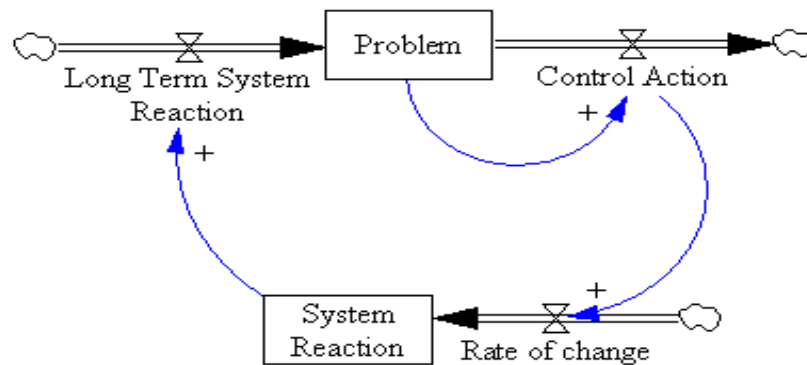 Problem
Long Term System
Reaction
Control Action
+
+
+
System
Reaction
Rate of change